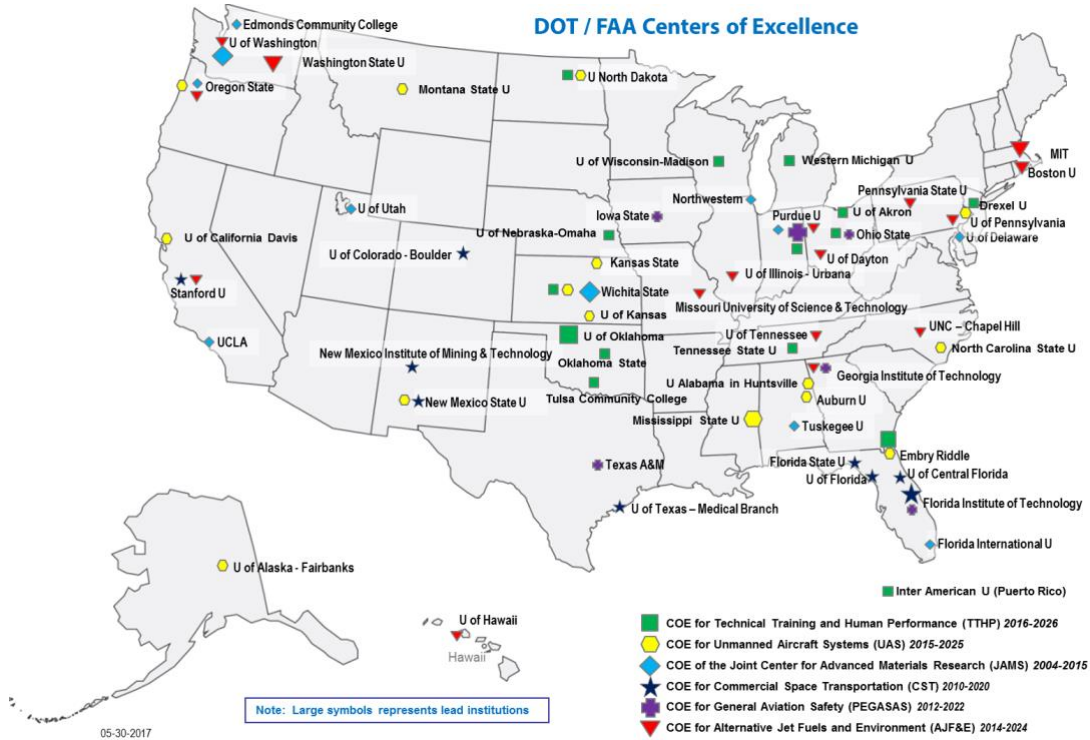 DOT / FAA Centers of Excellence
Edmonds Community College
U of Washington
Washington State U
Oregon State
Montana State U
U North Dakota
U of Wisconsin-Madison
Western Michigan U
MIT
Boston U
Pennsylvania State U
Northwestern
U of Utah
Iowa State
Purdue U
U of Akron
Drexel U
Ohio State
U of Pennsylvania
U of Nebraska-Omaha
U of California Davis
U of Delaware
U of Colorado - Boulder
U of Dayton
Kansas State
U of Illinois - Urbana
Stanford U
Wichita State
Missouri University of Science & Technology
U of Kansas
UNC – Chapel Hill
UCLA
U of Oklahoma
U of Tennessee
New Mexico Institute of Mining & Technology
Tennessee State U
North Carolina State U
Oklahoma State
Georgia Institute of Technology
U Alabama in Huntsville
Tulsa Community College
New Mexico State U
Auburn U
Mississippi State U
Tuskegee U
Embry Riddle
Texas A&M
Florida State U
U of Central Florida
U of Florida
Florida Institute of Technology
U of Texas – Medical Branch
Florida International U
U of Alaska - Fairbanks
Inter American U (Puerto Rico)
U of Hawaii
Hawaii
COE for Technical Training and Human Performance (TTHP) 2016-2026
COE for Unmanned Aircraft Systems (UAS) 2015-2025
COE of the Joint Center for Advanced Materials Research (JAMS) 2004-2015
COE for Commercial Space Transportation (CST) 2010-2020
COE for General Aviation Safety (PEGASAS) 2012-2022
COE for Alternative Jet Fuels and Environment (AJF&E) 2014-2024
Note: Large symbols represents lead institutions
05-30-2017